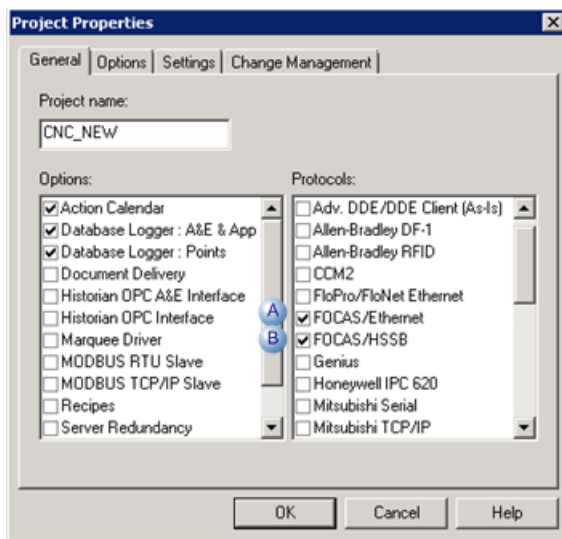 Project Properties
General
Options
Settings
Change Management
Project name:
CNC_NEW
Options:
Action Calendar
Database Logger : A&E & App
Database Logger : Points
Document Delivery
Historian OPC A&E Interface
Historian OPC Interface
Marquee Driver
MODBUS RTU Slave
MODBUS TCP/IP Slave
Recipes
Server Redundancy
Protocols:
Adv. DDE/DDE Client (As-Is)
Allen-Bradley DF-1
Allen-Bradley RFID
CCM2
FloPro/FloNet Ethernet
A
FOCAS/Ethernet
B
FOCAS/HSSB
Genius
Honeywell IPC 620
Mitsubishi Serial
Mitsubishi TCP/IP
OK
Cancel
Help